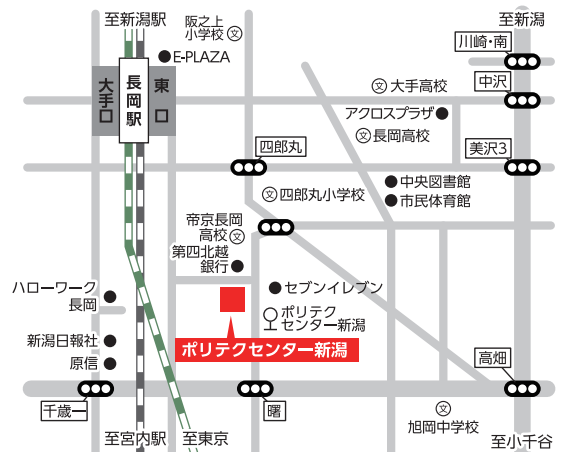 至新潟駅
阪之上
小学校
文
至新潟
E-PLAZA
川崎・南
大手口
長岡駅
東口
文
大手高校
中沢
アクロスプラザ
文
長岡高校
四郎丸
美沢3
文
四郎丸小学校
中央図書館
市民体育館
帝京長岡
高校
文
第四北越
銀行
ハローワーク
長岡
セブンイレブン
ポリテク
センター新潟
新潟日報社
ポリテクセンター新潟
原信
高畑
千歳一
曙
文
旭岡中学校
至宮内駅
至東京
至小千谷